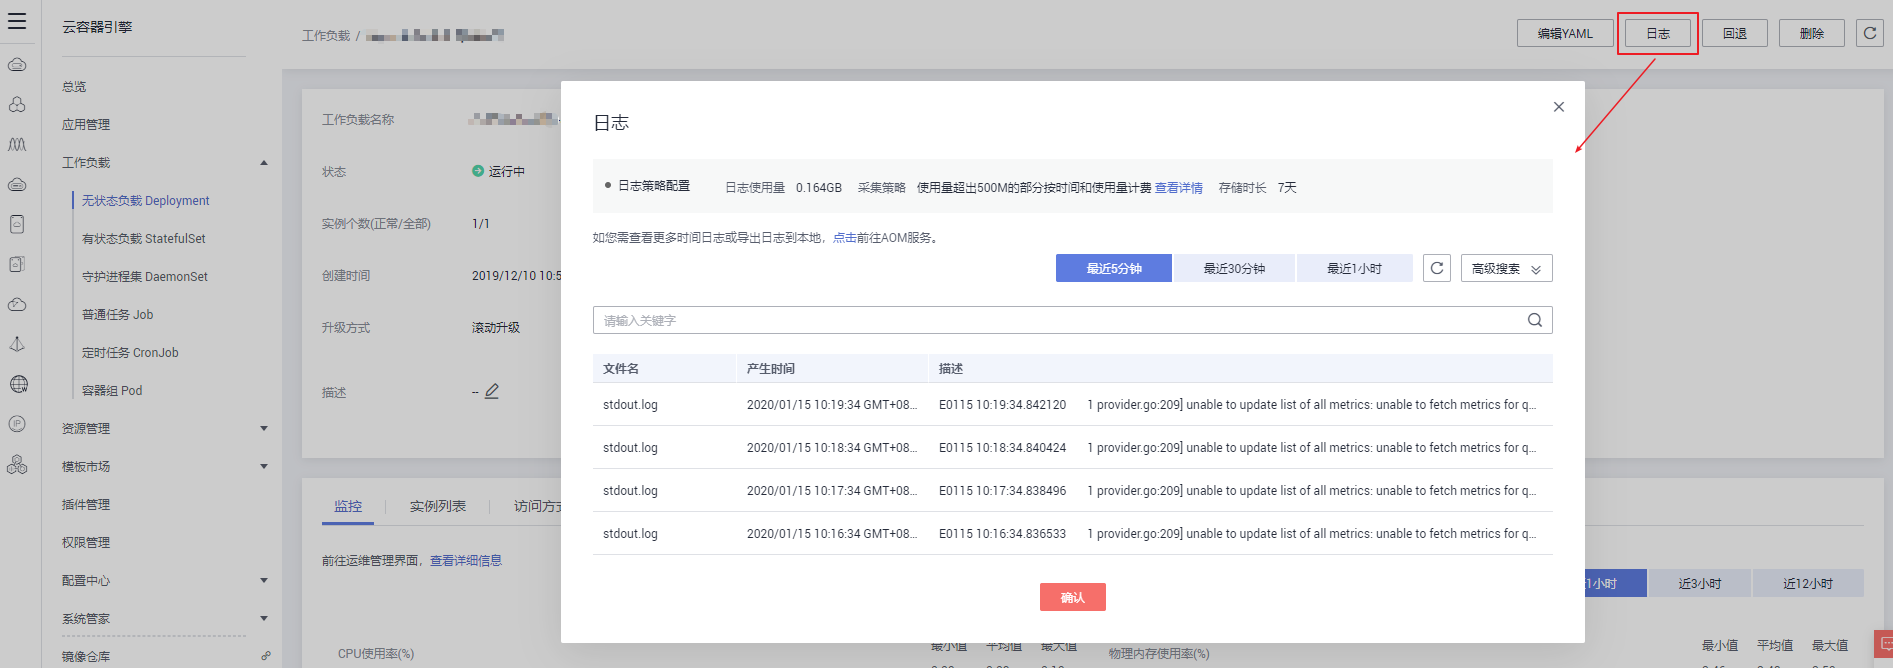 云容器引擎
总览
应用管理
工作负载
无状态负载 Deployment
有状态负载 StatefulSet
守护进程集 DaemonSet
普通任务 Job
定时任务 CronJob
容器组 Pod
资源管理
模板市场
插件管理
权限管理
配置中心
系统管家
镜像仓库
工作负载 /
编辑YAML 日志 回退 删除
工作负载名称
状态 运行中
实例个数(正常/全部) 1/1
创建时间 2019/12/10 10:5
升级方式 滚动升级
描述 --
监控 实例列表 访问方式
前往运维管理界面，查看详细信息
1小时 近3小时 近12小时
CPU使用率(%) 最小值 平均值 最大值
物理内存使用率(%) 最小值 平均值 最大值
日志
日志策略配置 日志使用量 0.164GB 采集策略 使用量超出500M的部分按时间和使用量计费 查看详情 存储时长 7天
如您需查看更多时间日志或导出日志到本地，点击前往AOM服务。
最近5分钟 最近30分钟 最近1小时 高级搜索
请输入关键字
文件名 产生时间 描述
stdout.log 2020/01/15 10:19:34 GMT+08... E0115 10:19:34.842120 1 provider.go:209] unable to update list of all metrics: unable to fetch metrics for q...
stdout.log 2020/01/15 10:18:34 GMT+08... E0115 10:18:34.840424 1 provider.go:209] unable to update list of all metrics: unable to fetch metrics for q...
stdout.log 2020/01/15 10:17:34 GMT+08... E0115 10:17:34.838496 1 provider.go:209] unable to update list of all metrics: unable to fetch metrics for q...
stdout.log 2020/01/15 10:16:34 GMT+08... E0115 10:16:34.836533 1 provider.go:209] unable to update list of all metrics: unable to fetch metrics for q...
确认